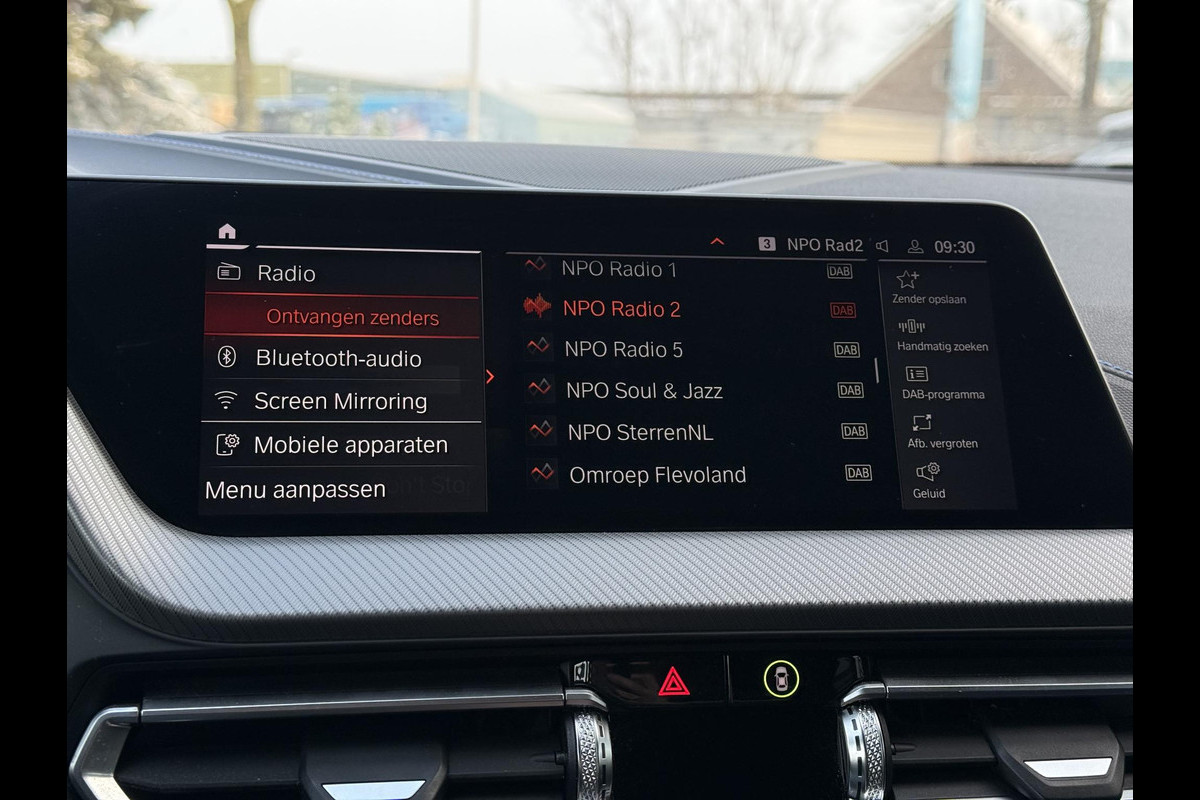 3 NPO Rad2 09:30
Radio
Ontvangen zenders
Bluetooth-audio
Screen Mirroring
Mobiele apparaten
Menu aanpassen
NPO Radio 1 DAB
NPO Radio 2 DAB
NPO Radio 5 DAB
NPO Soul & Jazz DAB
NPO SterrenNL DAB
Omroep Flevoland DAB
Zender opslaan
Handmatig zoeken
DAB-programma
Afb. vergroten
Geluid